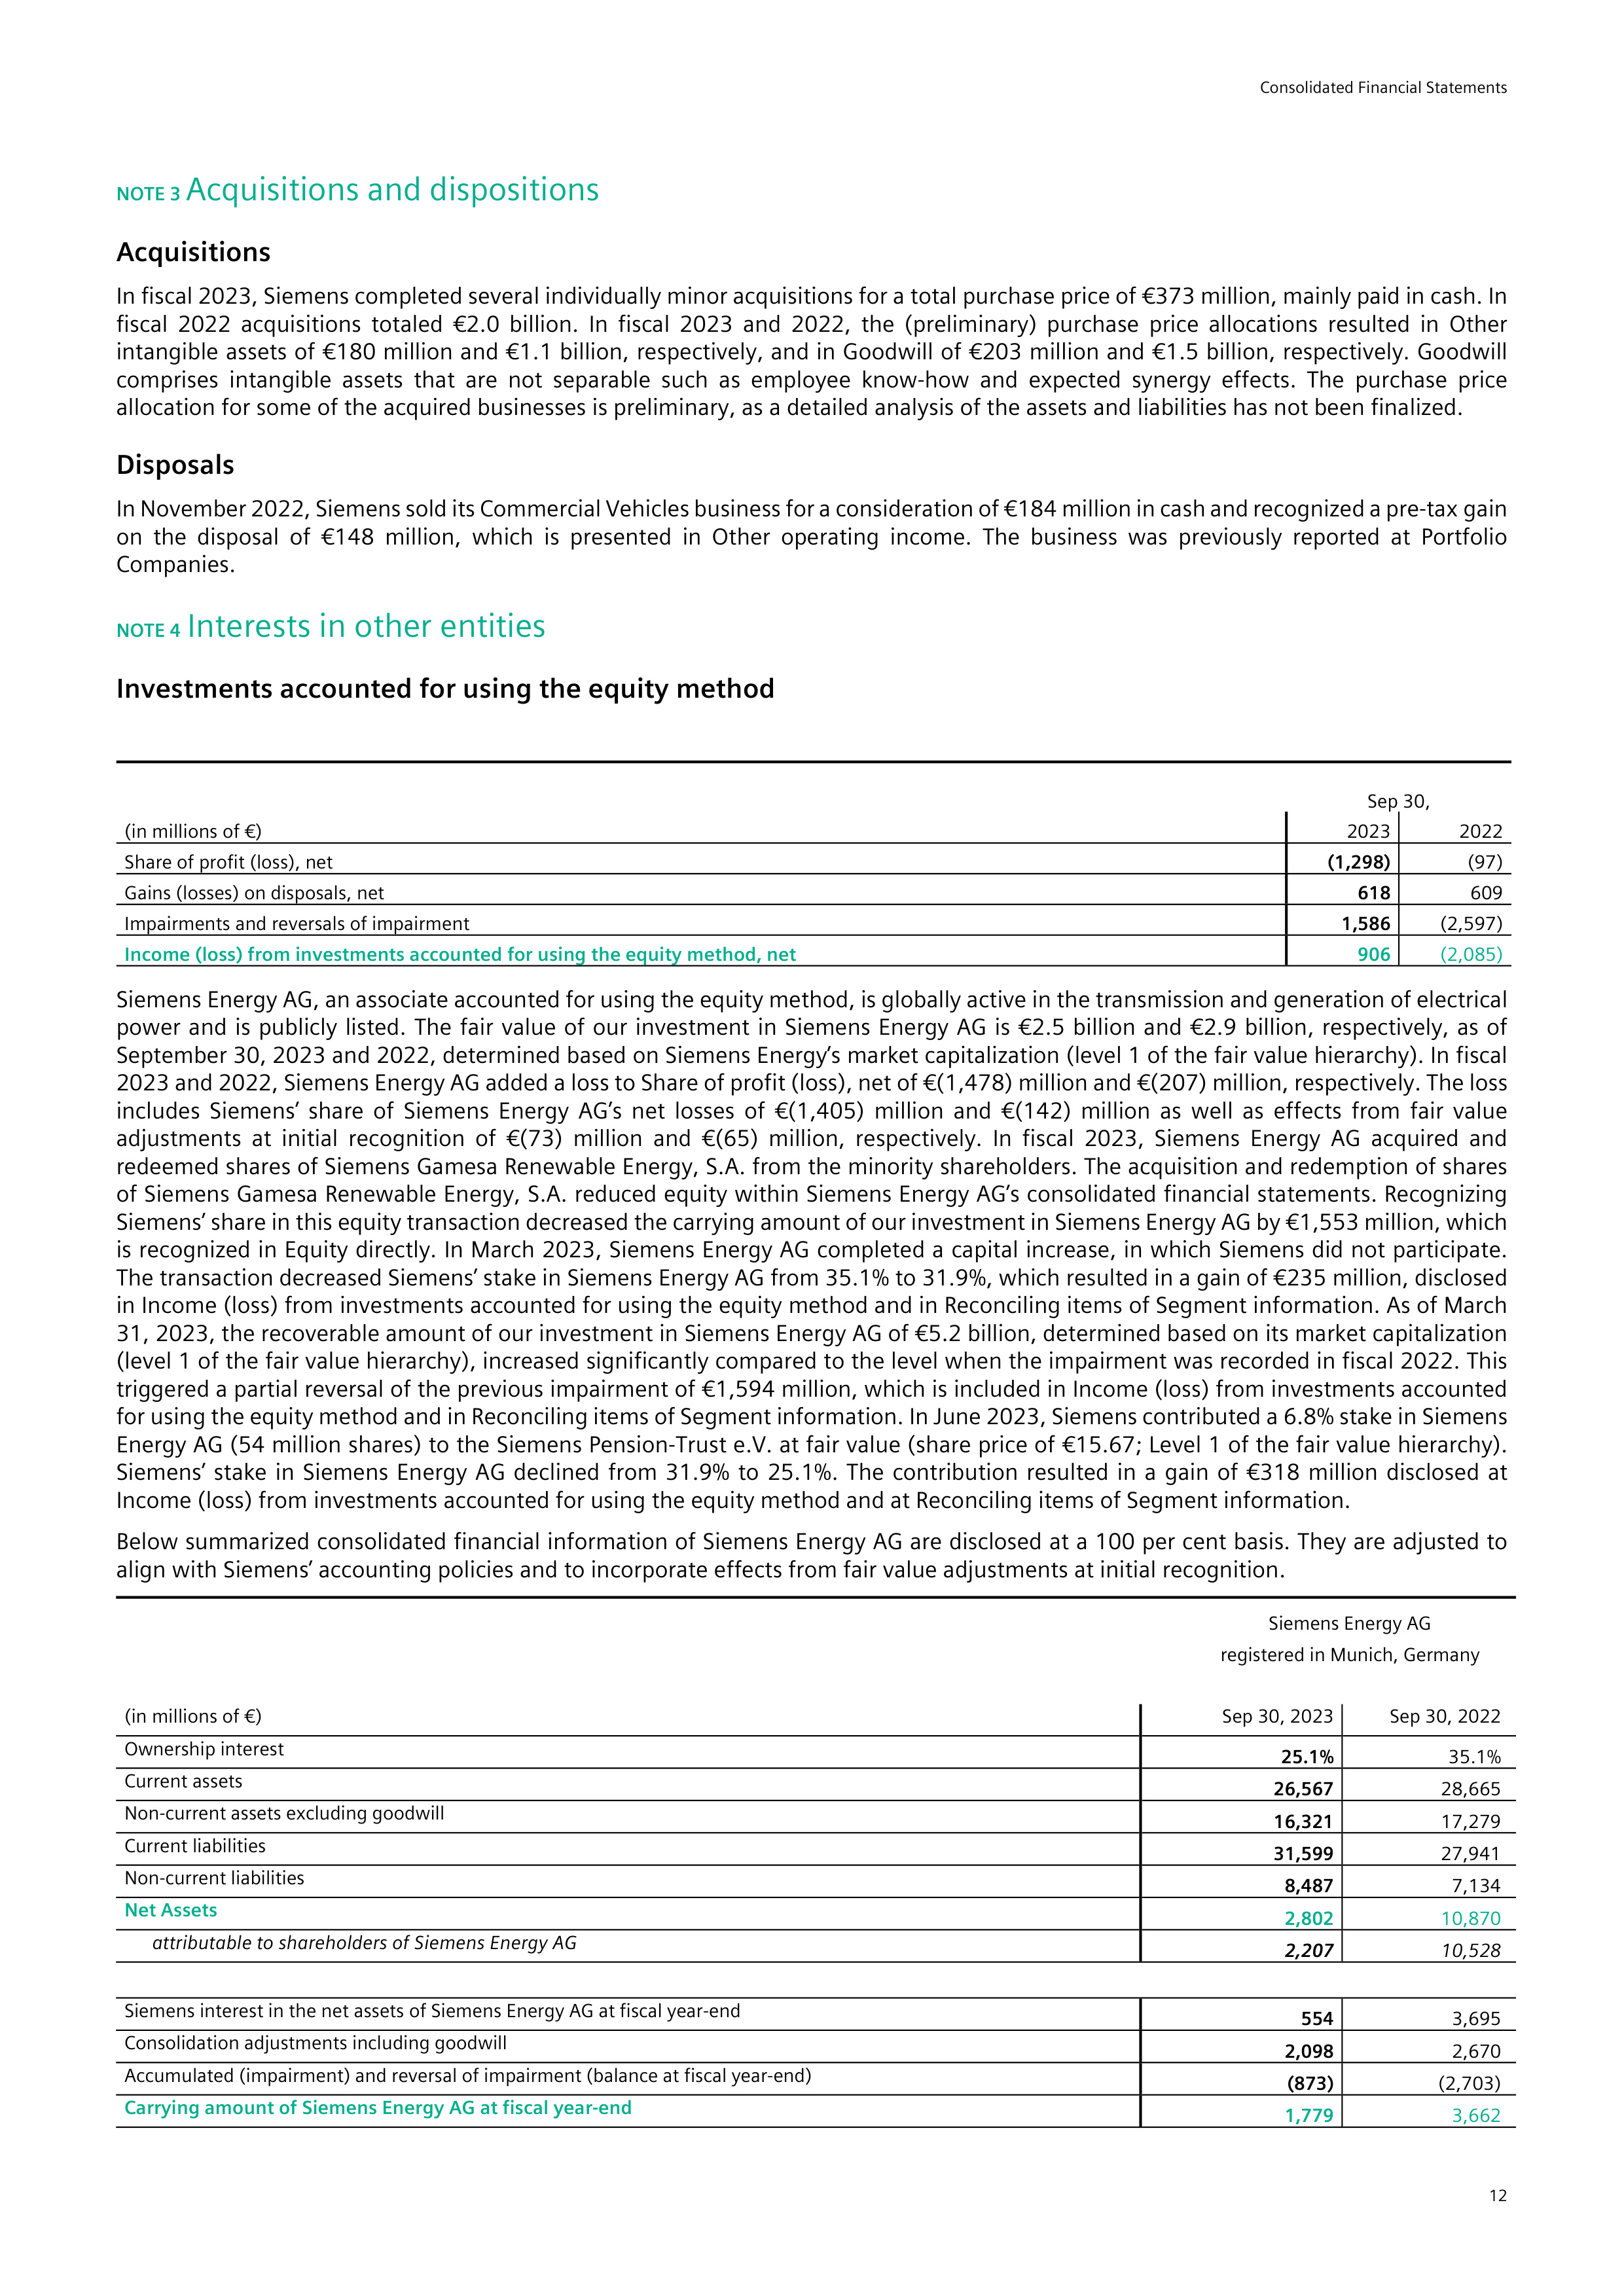 Consolidated Financial Statements
NOTE 3 Acquisitions and dispositions
Acquisitions
In fiscal 2023, Siemens completed several individually minor acquisitions for a total purchase price of €373 million, mainly paid in cash. In
fiscal 2022 acquisitions totaled €2.0 billion. In fiscal 2023 and 2022, the (preliminary) purchase price allocations resulted in Other
intangible assets of €180 million and €1.1 billion, respectively, and in Goodwill of €203 million and €1.5 billion, respectively. Goodwill
comprises intangible assets that are not separable such as employee know-how and expected synergy effects. The purchase price
allocation for some of the acquired businesses is preliminary, as a detailed analysis of the assets and liabilities has not been finalized.
Disposals
In November 2022, Siemens sold its Commercial Vehicles business for a consideration of €184 million in cash and recognized a pre-tax gain
on the disposal of €148 million, which is presented in Other operating income. The business was previously reported at Portfolio
Companies.
NOTE 4 Interests in other entities
Investments accounted for using the equity method
Sep 30,
(in millions of €) 2023 2022
Share of profit (loss), net (1,298) (97)
Gains (losses) on disposals, net 618 609
Impairments and reversals of impairment 1,586 (2,597)
Income (loss) from investments accounted for using the equity method, net 906 (2,085)
Siemens Energy AG, an associate accounted for using the equity method, is globally active in the transmission and generation of electrical
power and is publicly listed. The fair value of our investment in Siemens Energy AG is €2.5 billion and €2.9 billion, respectively, as of
September 30, 2023 and 2022, determined based on Siemens Energy’s market capitalization (level 1 of the fair value hierarchy). In fiscal
2023 and 2022, Siemens Energy AG added a loss to Share of profit (loss), net of €(1,478) million and €(207) million, respectively. The loss
includes Siemens’ share of Siemens Energy AG’s net losses of €(1,405) million and €(142) million as well as effects from fair value
adjustments at initial recognition of €(73) million and €(65) million, respectively. In fiscal 2023, Siemens Energy AG acquired and
redeemed shares of Siemens Gamesa Renewable Energy, S.A. from the minority shareholders. The acquisition and redemption of shares
of Siemens Gamesa Renewable Energy, S.A. reduced equity within Siemens Energy AG’s consolidated financial statements. Recognizing
Siemens’ share in this equity transaction decreased the carrying amount of our investment in Siemens Energy AG by €1,553 million, which
is recognized in Equity directly. In March 2023, Siemens Energy AG completed a capital increase, in which Siemens did not participate.
The transaction decreased Siemens’ stake in Siemens Energy AG from 35.1% to 31.9%, which resulted in a gain of €235 million, disclosed
in Income (loss) from investments accounted for using the equity method and in Reconciling items of Segment information. As of March
31, 2023, the recoverable amount of our investment in Siemens Energy AG of €5.2 billion, determined based on its market capitalization
(level 1 of the fair value hierarchy), increased significantly compared to the level when the impairment was recorded in fiscal 2022. This
triggered a partial reversal of the previous impairment of €1,594 million, which is included in Income (loss) from investments accounted
for using the equity method and in Reconciling items of Segment information. In June 2023, Siemens contributed a 6.8% stake in Siemens
Energy AG (54 million shares) to the Siemens Pension-Trust e.V. at fair value (share price of €15.67; Level 1 of the fair value hierarchy).
Siemens’ stake in Siemens Energy AG declined from 31.9% to 25.1%. The contribution resulted in a gain of €318 million disclosed at
Income (loss) from investments accounted for using the equity method and at Reconciling items of Segment information.
Below summarized consolidated financial information of Siemens Energy AG are disclosed at a 100 per cent basis. They are adjusted to
align with Siemens’ accounting policies and to incorporate effects from fair value adjustments at initial recognition.
Siemens Energy AG
registered in Munich, Germany
(in millions of €) Sep 30, 2023 Sep 30, 2022
Ownership interest 25.1% 35.1%
Current assets 26,567 28,665
Non-current assets excluding goodwill 16,321 17,279
Current liabilities 31,599 27,941
Non-current liabilities 8,487 7,134
Net Assets 2,802 10,870
attributable to shareholders of Siemens Energy AG 2,207 10,528
Siemens interest in the net assets of Siemens Energy AG at fiscal year-end 554 3,695
Consolidation adjustments including goodwill 2,098 2,670
Accumulated (impairment) and reversal of impairment (balance at fiscal year-end) (873) (2,703)
Carrying amount of Siemens Energy AG at fiscal year-end 1,779 3,662
12